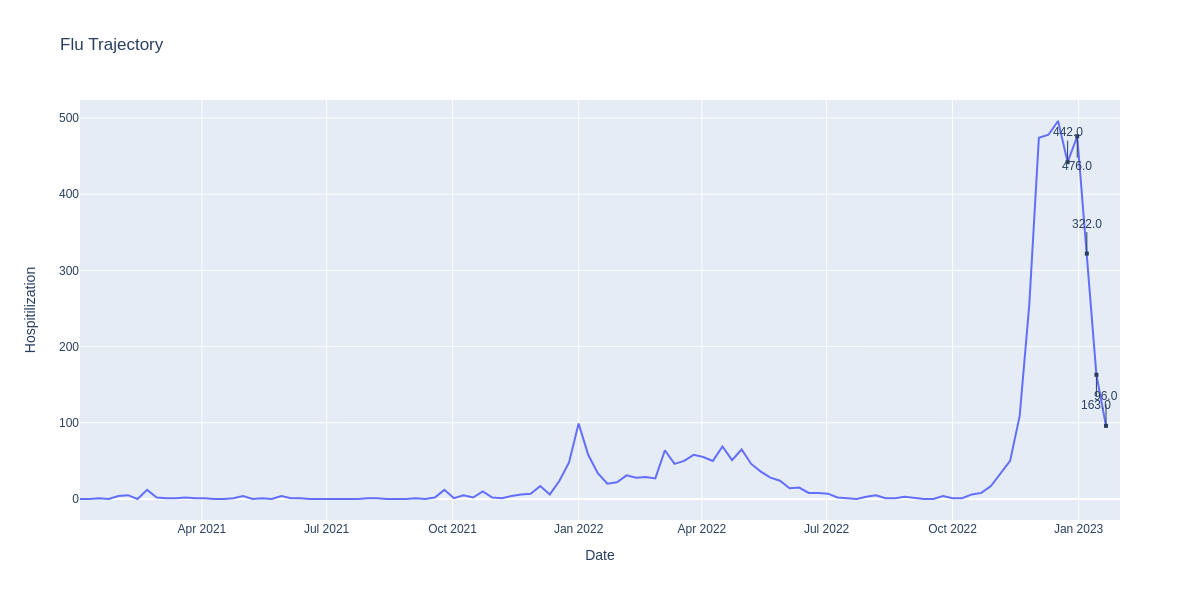 Flu Trajectory
500
400
300
200
100
0
Hospitilization
442.0
476.0
322.0
96.0
163.0
Apr 2021
Jul 2021
Oct 2021
Jan 2022
Apr 2022
Jul 2022
Oct 2022
Jan 2023
Date